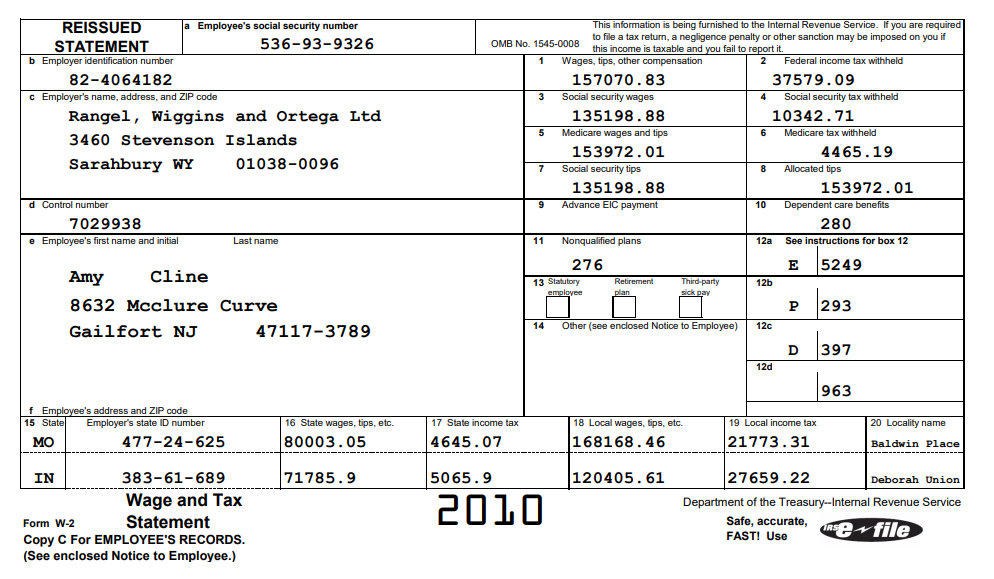 REISSUED STATEMENT
a Employee's social security number
536-93-9326
OMB No. 1545-0008
This information is being furnished to the Internal Revenue Service. If you are required
to file a tax return, a negligence penalty or other sanction may be imposed on you if
this income is taxable and you fail to report it.
b Employer identification number
82-4064182
1 Wages, tips, other compensation
157070.83
2 Federal income tax withheld
37579.09
c Employer's name, address, and ZIP code
Rangel, Wiggins and Ortega Ltd
3460 Stevenson Islands
Sarahbury WY 01038-0096
3 Social security wages
135198.88
4 Social security tax withheld
10342.71
5 Medicare wages and tips
153972.01
6 Medicare tax withheld
4465.19
7 Social security tips
135198.88
8 Allocated tips
153972.01
d Control number
7029938
9 Advance EIC payment
10 Dependent care benefits
280
e Employee's first name and initial Last name
Amy Cline
8632 Mcclure Curve
Gailfort NJ 47117-3789
f Employee's address and ZIP code
11 Nonqualified plans
276
12a See instructions for box 12
E 5249
13 Statutory employee Retirement plan Third-party sick pay
12b
P 293
14 Other (see enclosed Notice to Employee)
12c
D 397
12d
963
15 State Employer's state ID number 16 State wages, tips, etc. 17 State income tax 18 Local wages, tips, etc. 19 Local income tax 20 Locality name
MO 477-24-625 80003.05 4645.07 168168.46 21773.31 Baldwin Place
IN 383-61-689 71785.9 5065.9 120405.61 27659.22 Deborah Union
Form W-2 Wage and Tax Statement
2010
Department of the Treasury--Internal Revenue Service
Copy C For EMPLOYEE'S RECORDS.
(See enclosed Notice to Employee.)
Safe, accurate,
FAST! Use
IRS e-file